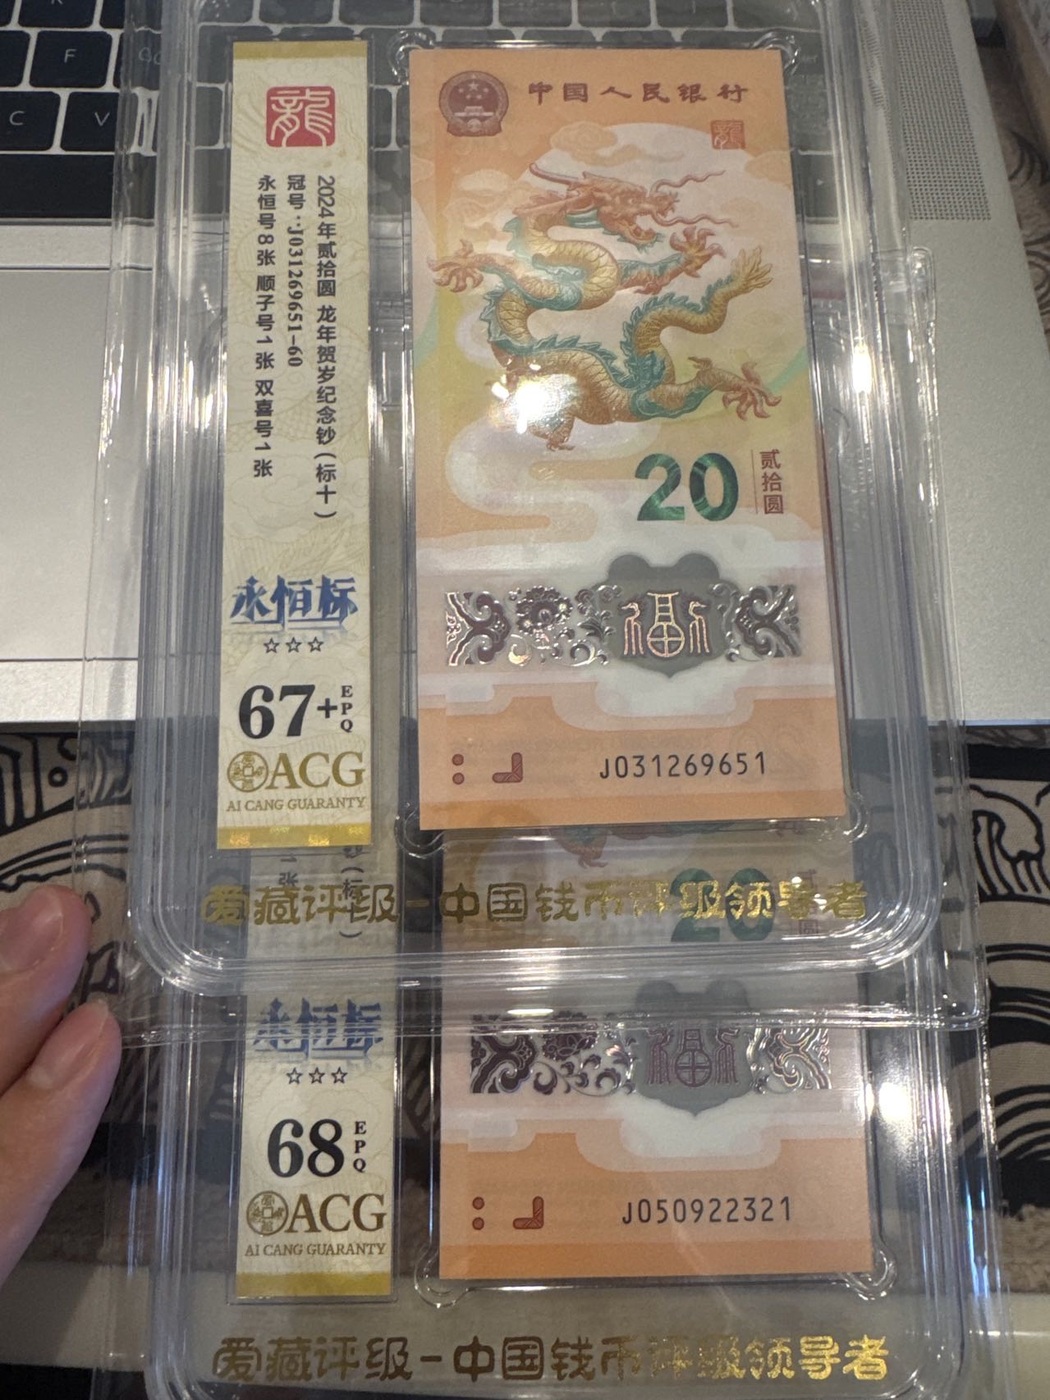 F
C
V
龍
2024年贰拾圆 龙年贺岁纪念钞（标十）
冠号:J031269651—60
永恒号8张 顺子号1张 双喜号1张
永恒标
67+EPQ
ACG
AI CANG GUARANTY
中国人民银行
20
贰拾圆
福
J031269651
爱藏评级-中国钱币评级领导者
20
永恒标
68 EPQ
ACG
AI CANG GUARANTY
福
J050922321
爱藏评级-中国钱币评级领导者